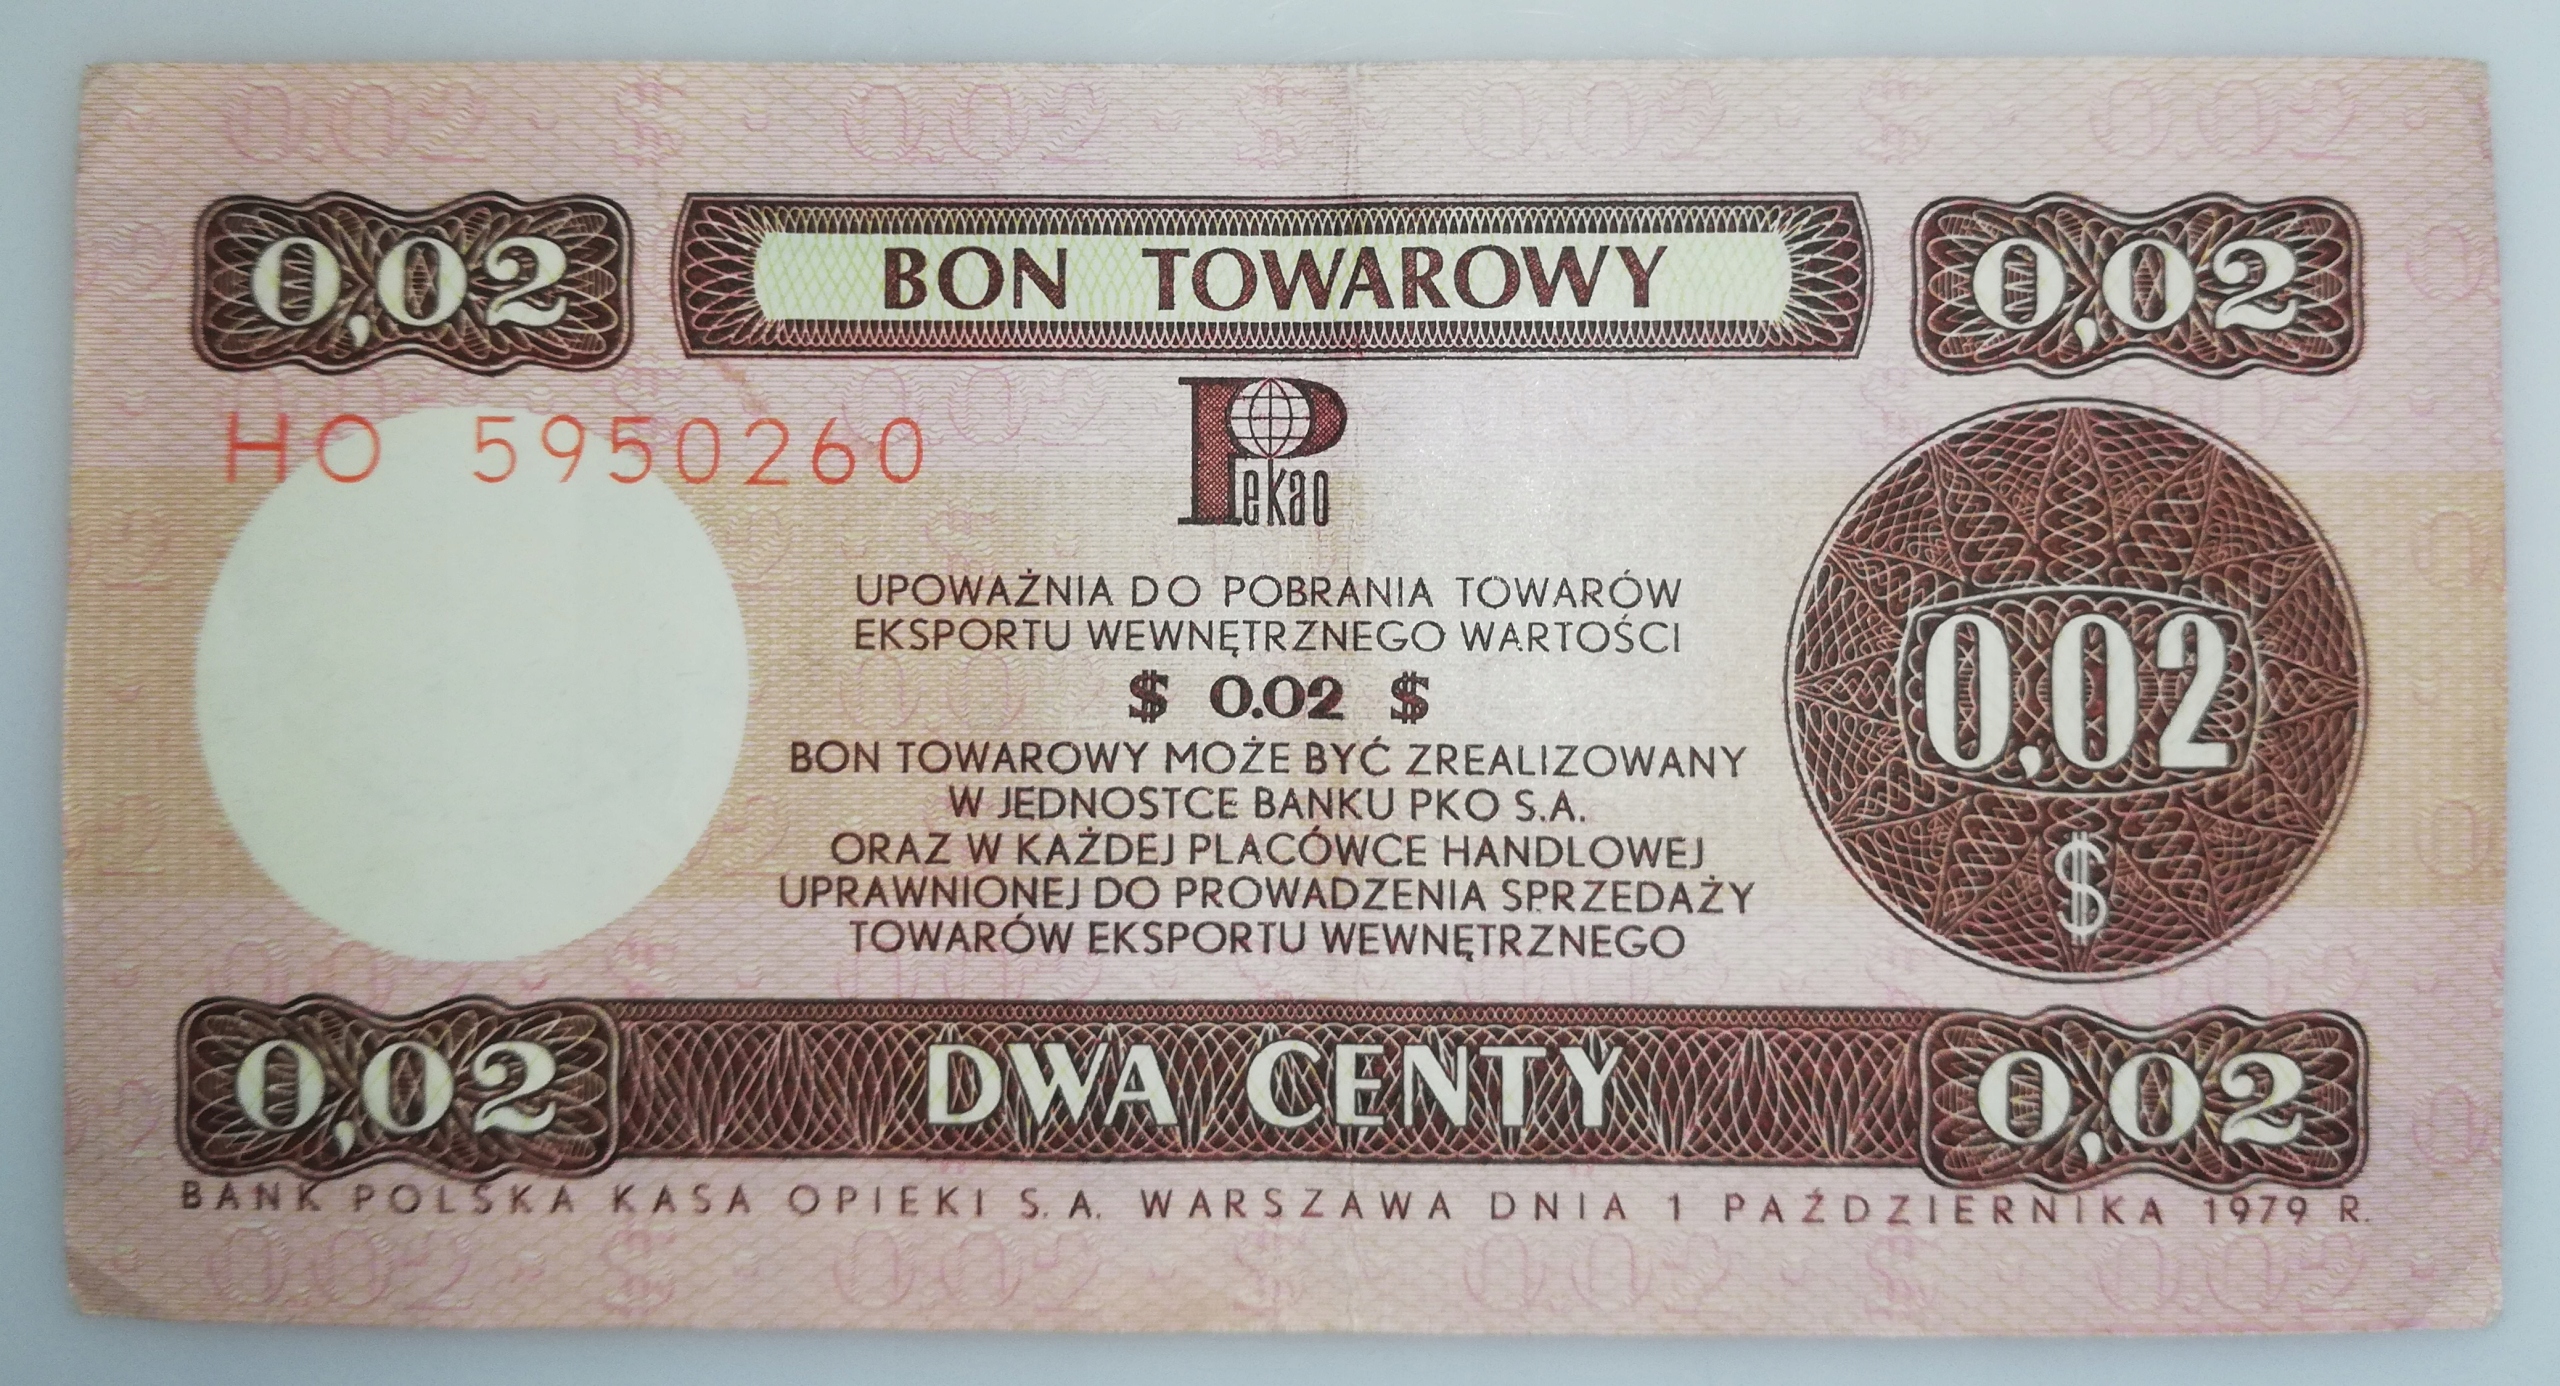 0,02 BON TOWAROWY 0,02
HO 5950260
Pekao
UPOWAŻNIA DO POBRANIA TOWARÓW
EKSPORTU WEWNĘTRZNEGO WARTOŚCI
$ 0.02 $
BON TOWAROWY MOŻE BYĆ ZREALIZOWANY
W JEDNOSTCE BANKU PKO S.A.
ORAZ W KAŻDEJ PLACÓWCE HANDLOWEJ
UPRAWNIONEJ DO PROWADZENIA SPRZEDAŻY
TOWARÓW EKSPORTU WEWNĘTRZNEGO
0,02
$
0,02 DWA CENTY 0,02
BANK POLSKA KASA OPIEKI S.A. WARSZAWA DNIA 1 PAŹDZIERNIKA 1979 R.